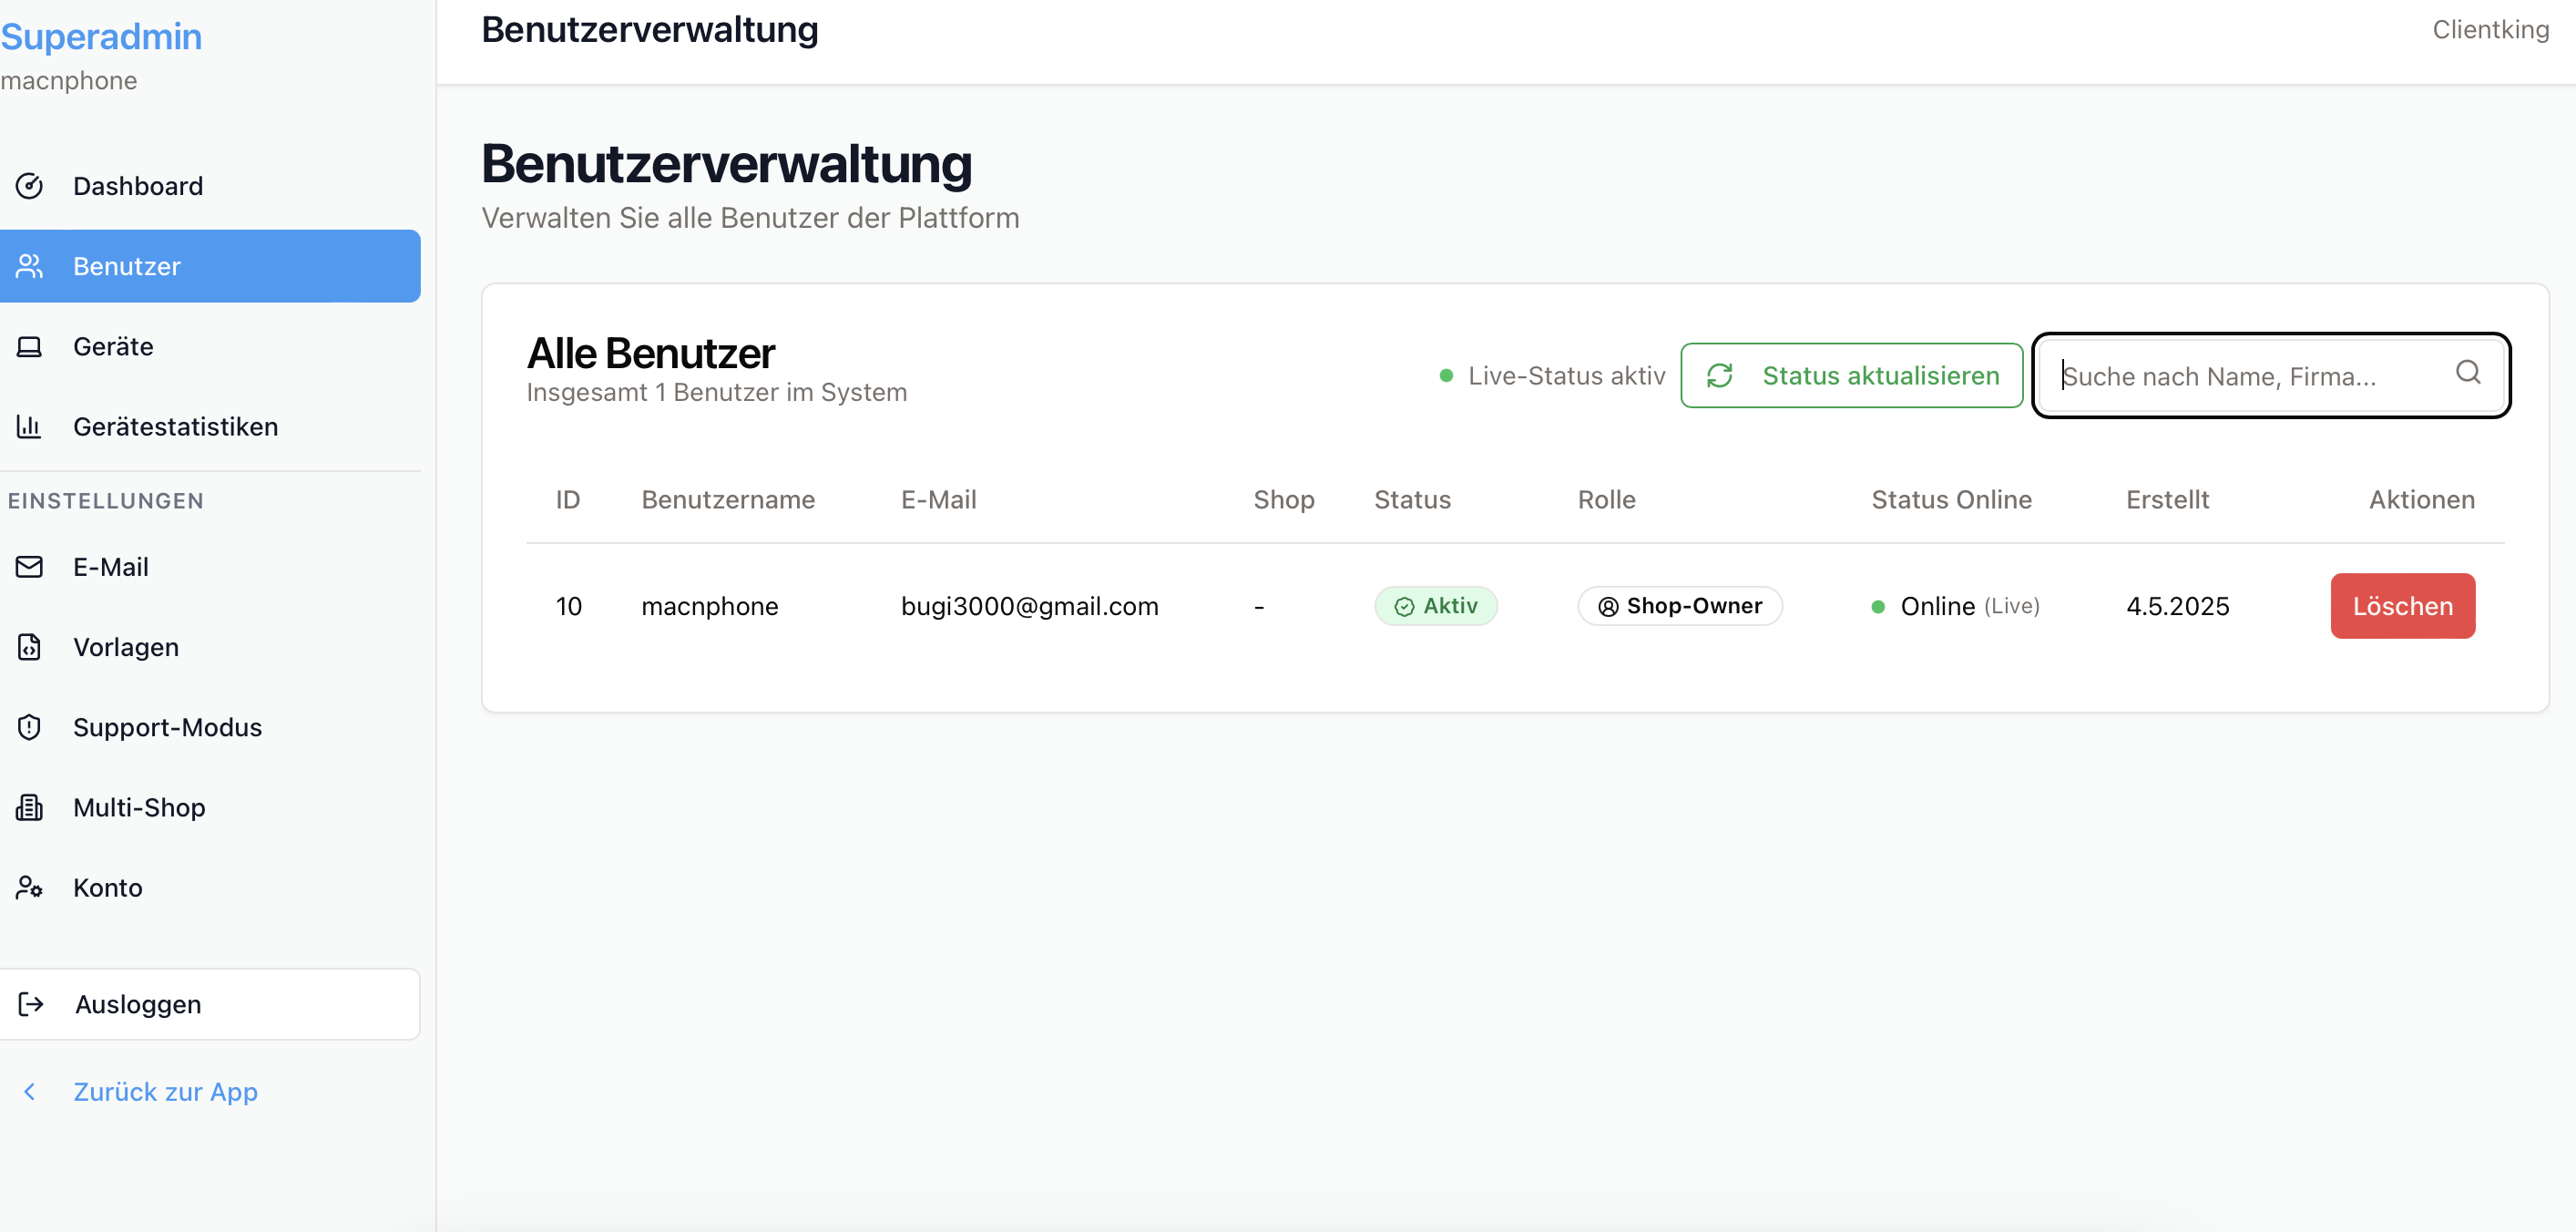 Superadmin
macnphone
Dashboard
Benutzer
Geräte
Gerätestatistiken
EINSTELLUNGEN
E-Mail
Vorlagen
Support-Modus
Multi-Shop
Konto
Ausloggen
Zurück zur App
Benutzerverwaltung
Clientking
Benutzerverwaltung
Verwalten Sie alle Benutzer der Plattform
Alle Benutzer
Insgesamt 1 Benutzer im System
Live-Status aktiv
Status aktualisieren
Suche nach Name, Firma...
ID Benutzername E-Mail Shop Status Rolle Status Online Erstellt Aktionen
10 macnphone bugi3000@gmail.com - Aktiv Shop-Owner Online (Live) 4.5.2025 Löschen